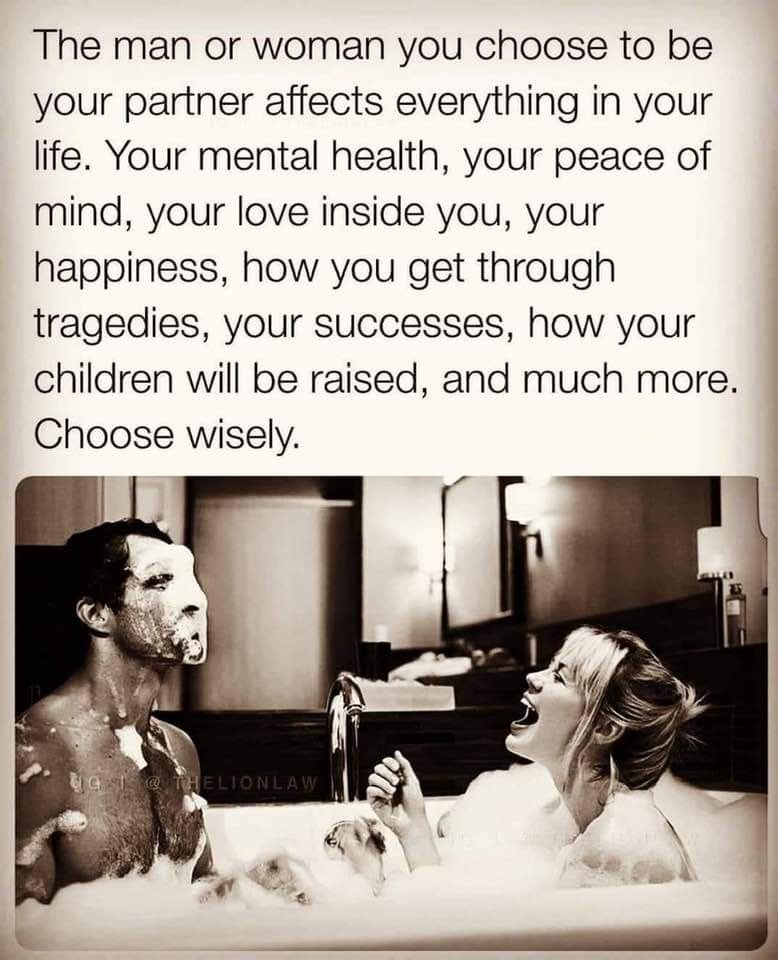 The man or woman you choose to be
your partner affects everything in your
life. Your mental health, your peace of
mind, your love inside you, your
happiness, how you get through
tragedies, your successes, how your
children will be raised, and much more.
Choose wisely.
@ THELIONLAW